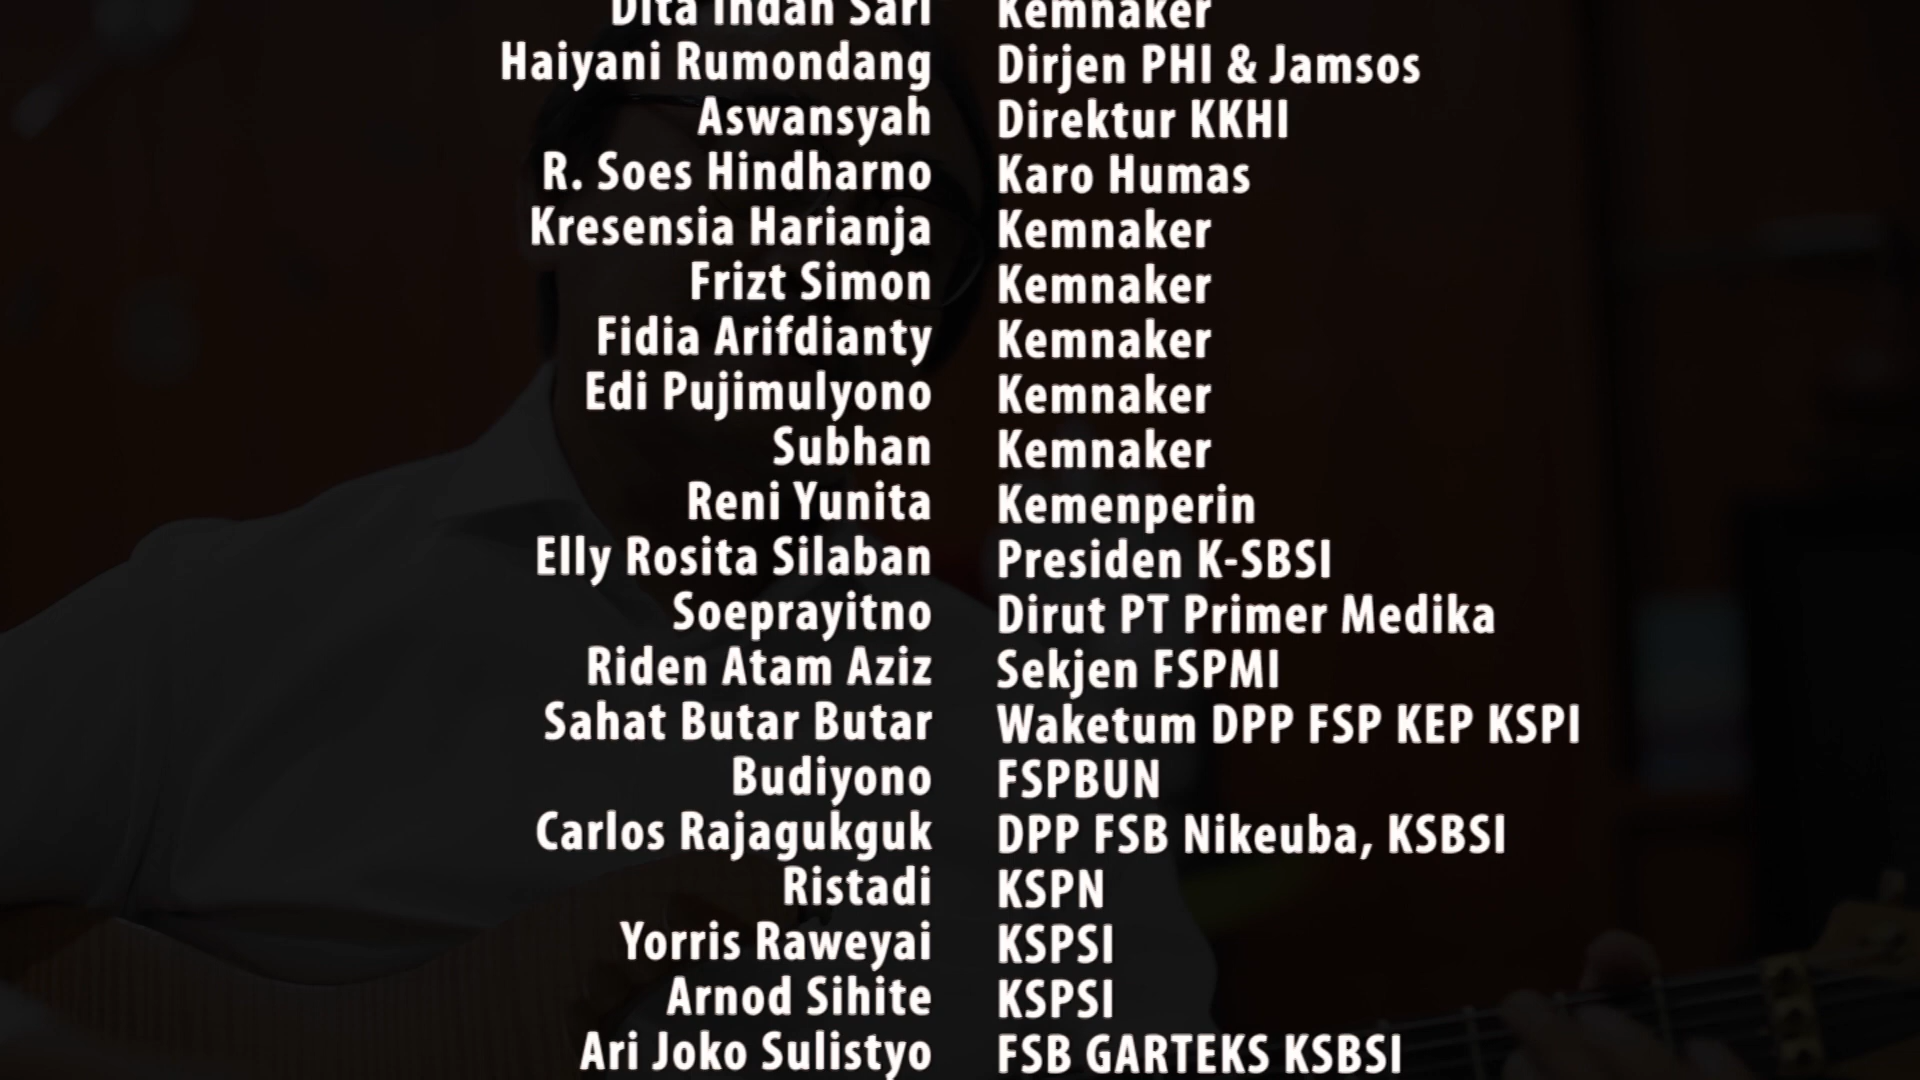 Dita Indah Sari Kemnaker
Haiyani Rumondang Dirjen PHI & Jamsos
Aswansyah Direktur KKHI
R. Soes Hindharno Karo Humas
Kresensia Harianja Kemnaker
Frizt Simon Kemnaker
Fidia Arifdianty Kemnaker
Edi Pujimulyono Kemnaker
Subhan Kemnaker
Reni Yunita Kemenperin
Elly Rosita Silaban Presiden K-SBSI
Soeprayitno Dirut PT Primer Medika
Riden Atam Aziz Sekjen FSPMI
Sahat Butar Butar Waketum DPP FSP KEP KSPI
Budiyono FSPBUN
Carlos Rajagukguk DPP FSB Nikeuba, KSBSI
Ristadi KSPN
Yorris Raweyai KSPSI
Arnod Sihite KSPSI
Ari Joko Sulistyo FSB GARTEKS KSBSI